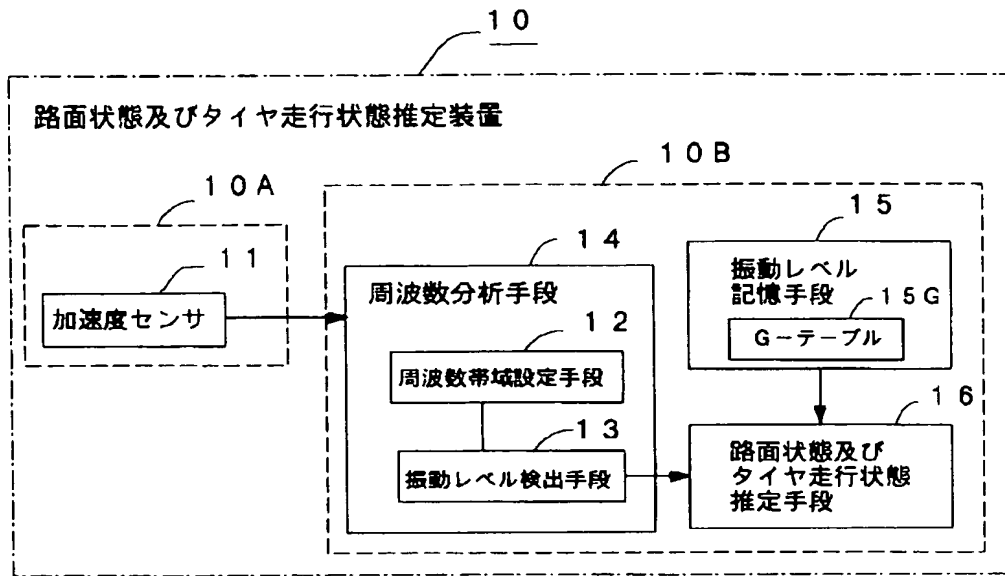 １０
路面状態及びタイヤ走行状態推定装置
１０Ａ
１０Ｂ
１１
加速度センサ
１４
周波数分析手段
１２
周波数帯域設定手段
１３
振動レベル検出手段
１５
振動レベル
記憶手段
１５Ｇ
Ｇ－テーブル
１６
路面状態及び
タイヤ走行状態
推定手段